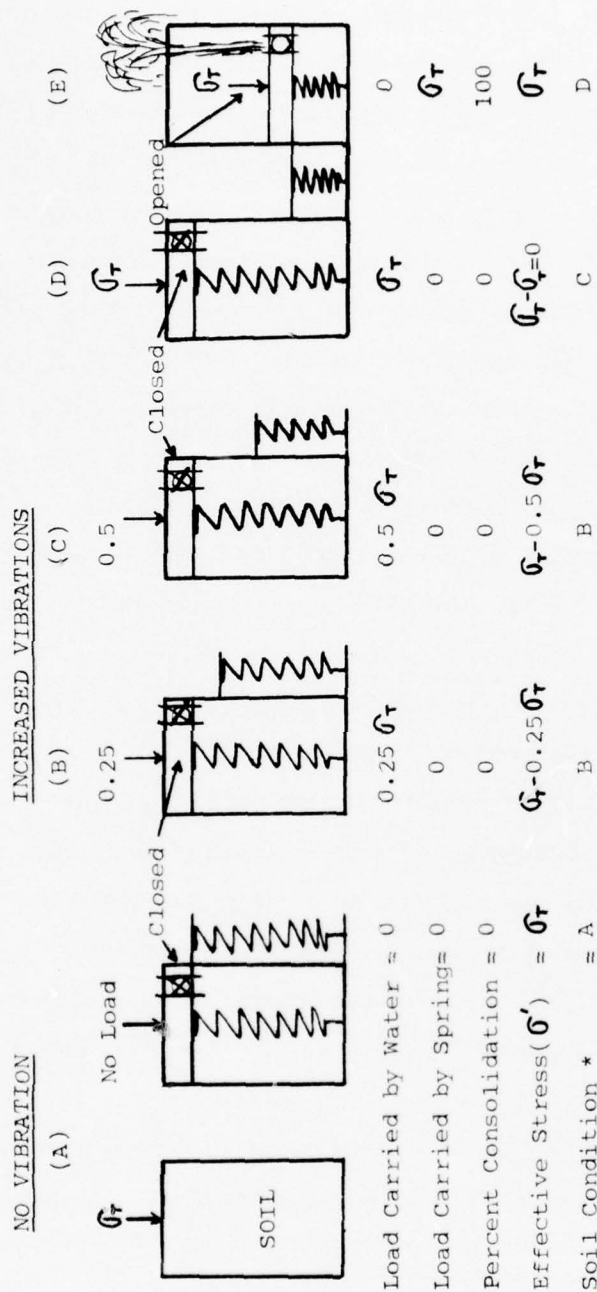 NO VIBRATION
INCREASED VIBRATIONS
(A)
(B)
(C)
(D)
(E)
σT
No Load
0.25
0.5
σT
Closed
Closed
Opened
σT
SOIL
Load Carried by Water = 0
0.25 σT
0.5 σT
σT
0
Load Carried by Spring= 0
0
0
0
σT
Percent Consolidation = 0
0
0
0
100
Effective Stress(σ') = σT
σT-0.25σT
σT-0.5σT
σT-σT=0
σT
Soil Condition * = A
B
B
C
D